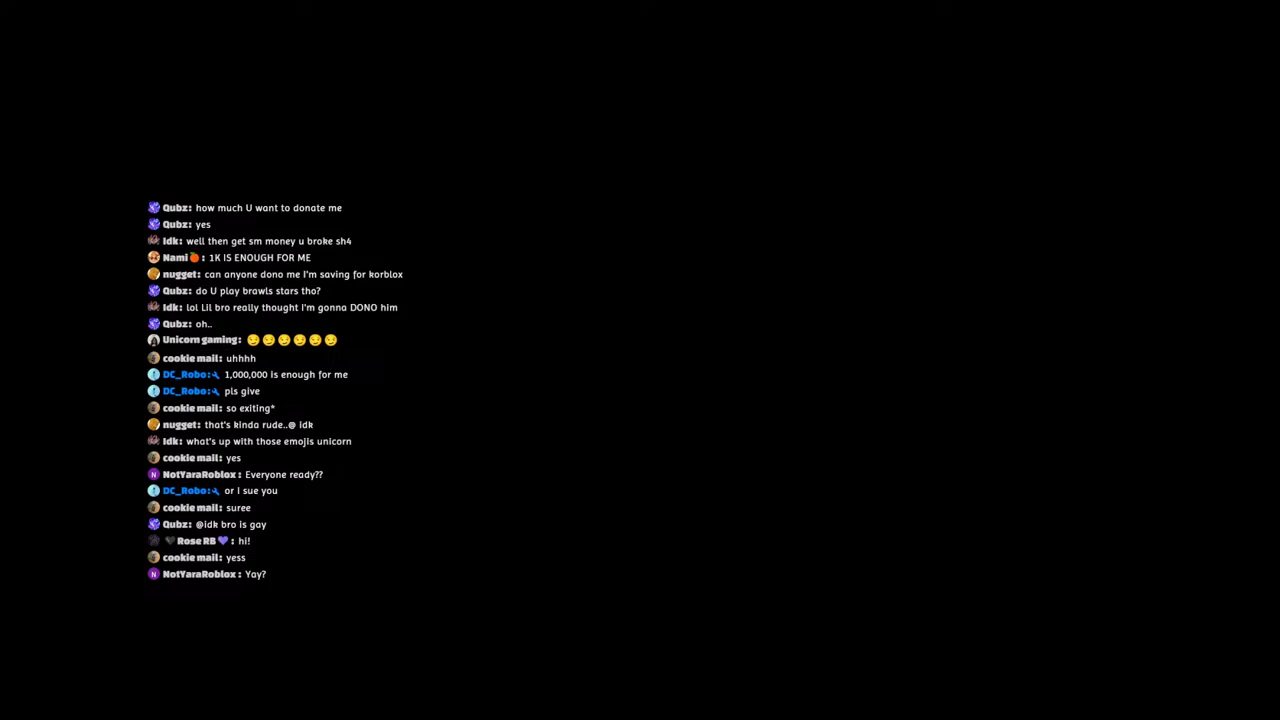 Qubz: how much U want to donate me
Qubz: yes
Idk: well then get sm money u broke sh4
Nami🍊: 1K IS ENOUGH FOR ME
nugget: can anyone dono me I'm saving for korblox
Qubz: do U play brawls stars tho?
Idk: lol Lil bro really thought I'm gonna DONO him
Qubz: oh..
Unicorn gaming: 😏😏😏😏😏😏
cookie mail: uhhhh
DC_Robo:🔧 1,000,000 is enough for me
DC_Robo:🔧 pls give
cookie mail: so exiting*
nugget: that's kinda rude..@ idk
Idk: what's up with those emojis unicorn
cookie mail: yes
N NotYaraRoblox: Everyone ready??
DC_Robo:🔧 or i sue you
cookie mail: suree
Qubz: @idk bro is gay
🖤Rose RB💜: hi!
cookie mail: yess
N NotYaraRoblox: Yay?